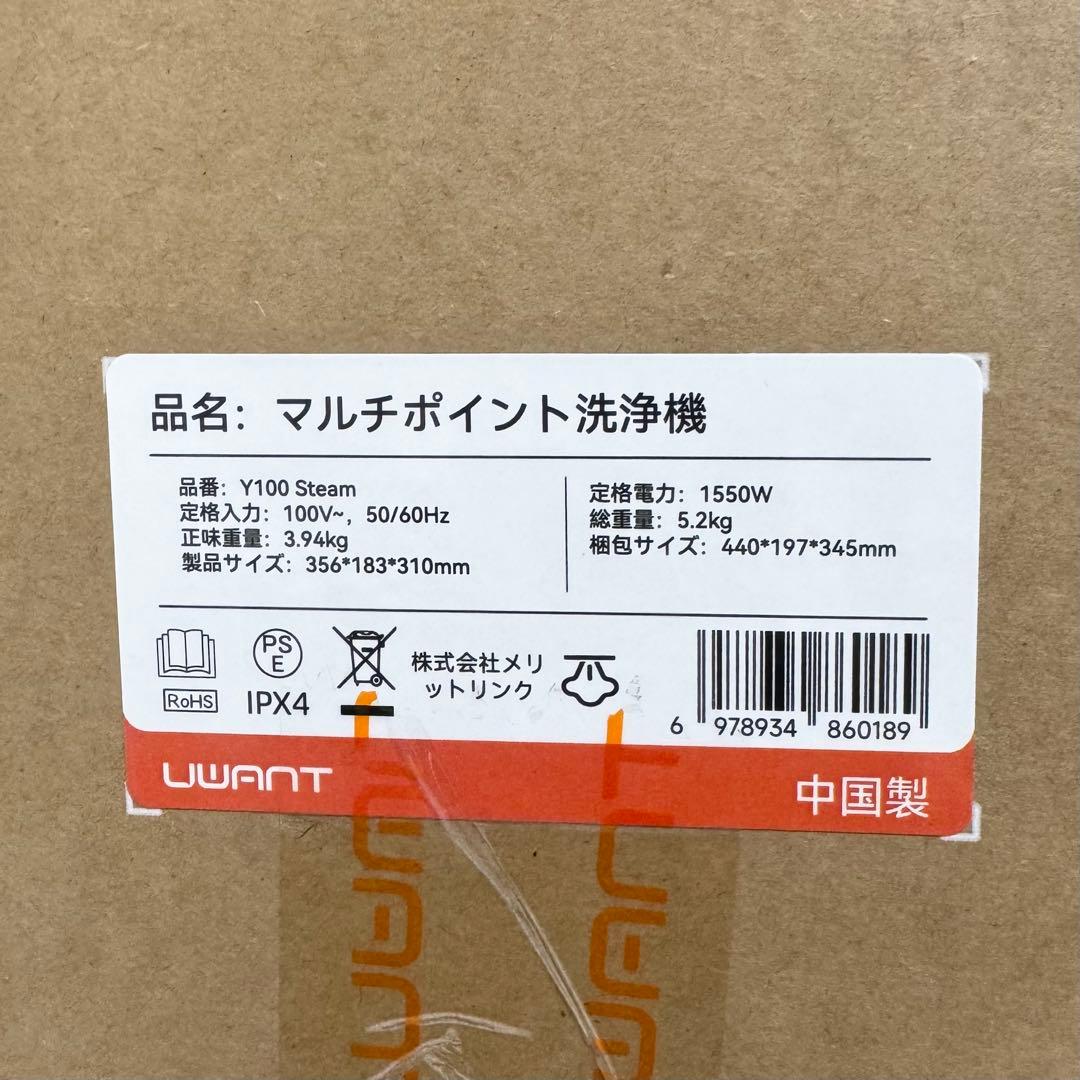 品名：マルチポイント洗浄機
品番：Y100 Steam
定格入力：100V~，50/60Hz
正味重量：3.94kg
製品サイズ：356*183*310mm
定格電力：1550W
総重量：5.2kg
梱包サイズ：440*197*345mm
PS
E
RoHS
IPX4
株式会社メリ
ットリンク
6 978934 860189
UWANT
中国製
UWANT
UWANT